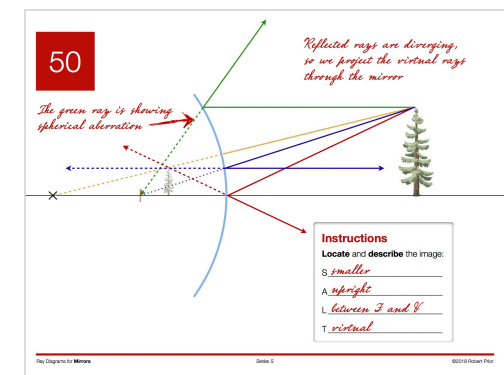 50
Reflected rays are diverging,
so we project the virtual rays
through the mirror
The green ray is showing
spherical aberration
Instructions
Locate and describe the image:
S smaller
A upright
L between F and V
T virtual
Ray Diagrams for Mirrors
Series S
©2018 Robert Prior